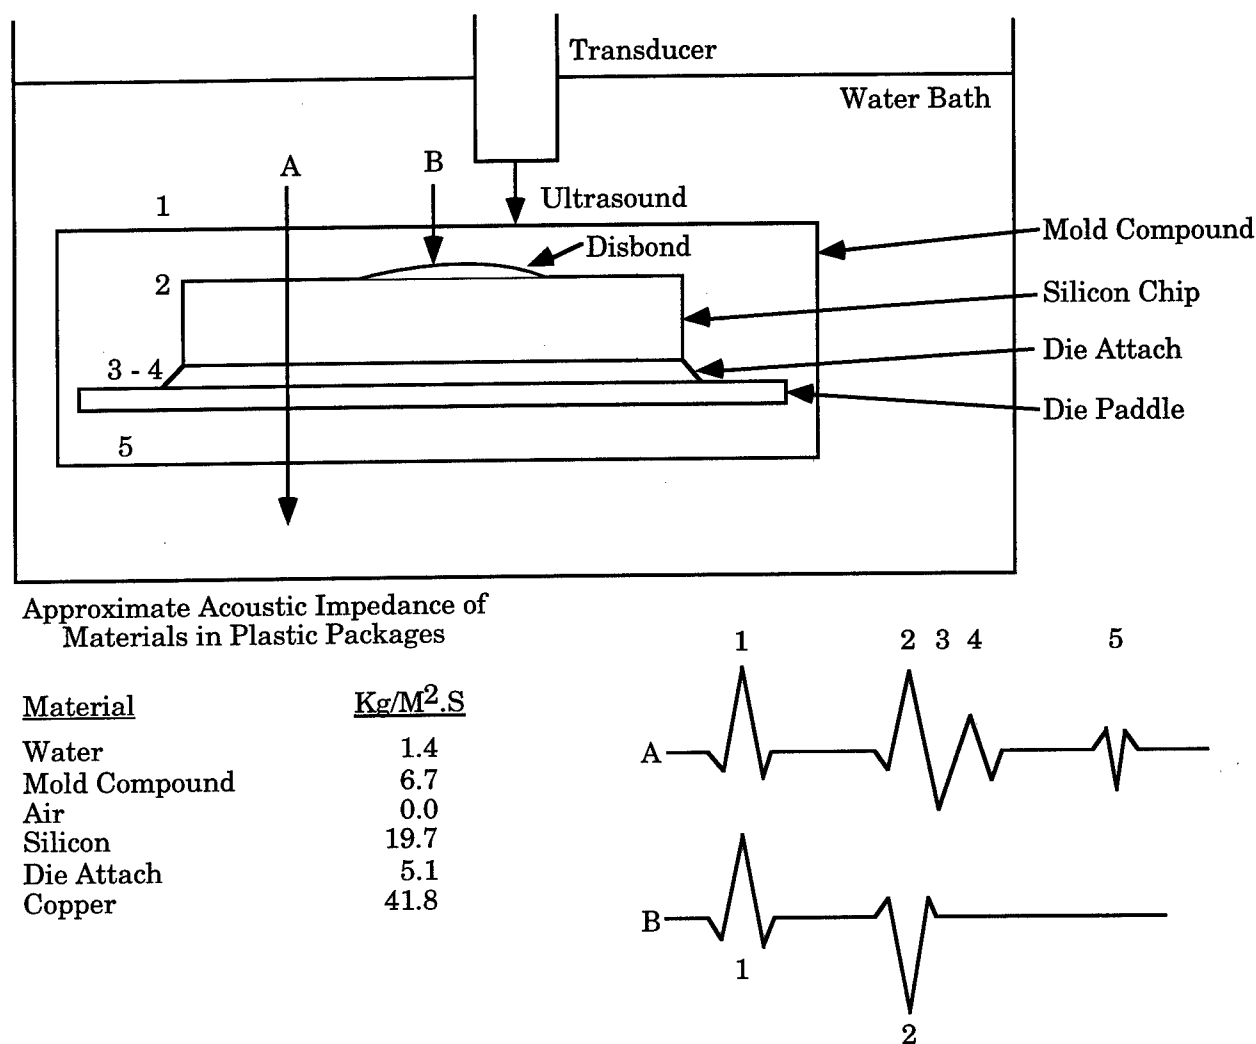 Transducer
Water Bath
A
B
1
Ultrasound
Disbond
Mold Compound
2
Silicon Chip
3 - 4
Die Attach
Die Paddle
5
Approximate Acoustic Impedance of
Materials in Plastic Packages
Material Kg/M2.S
Water 1.4
Mold Compound 6.7
Air 0.0
Silicon 19.7
Die Attach 5.1
Copper 41.8
1 2 3 4 5
A
B
1
2